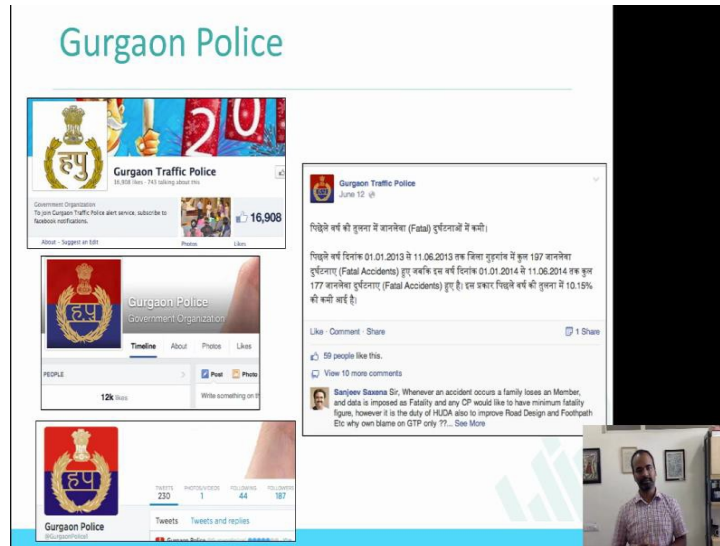 Gurgaon Police
20
हपु
Gurgaon Traffic Police
16,908 likes · 743 talking about this
Government Organization
To join Gurgaon Traffic Police alert service, subscribe to
facebook notifications.
16,908
About - Suggest an Edit
Photos
Likes
हपु
Gurgaon Police
Government Organization
Timeline About Photos Likes
PEOPLE
Post Photo
12k likes
Write something on th
हपु
TWEETS PHOTOS/VIDEOS FOLLOWING FOLLOWERS
230 1 44 187
Gurgaon Police
@GurgaonPolice1
Tweets Tweets and replies
Gurgaon Traffic Police
June 12
पिछेले वर्ष की तुलना में जानलेवा (Fatal) दुर्घटनाओं में कमी।
पिछले वर्ष दिनांक 01.01.2013 से 11.06.2013 तक जिला गुड़गांव में कुल 197 जानलेवा
दुर्घटनाए (Fatal Accidents) हुए जबकि इस वर्ष दिनांक 01.01.2014 से 11.06.2014 तक कुल
177 जानलेवा दुर्घटनाए (Fatal Accidents) हुए है। इस प्रकार पिछले वर्ष की तुलना में 10.15%
की कमी आई है।
Like · Comment · Share
1 Share
59 people like this.
View 10 more comments
Sanjeev Saxena Sir, Whenever an accident occurs a family loses an Member,
and data is imposed as Fatality and any CP would like to have minimum fatality
figure, however it is the duty of HUDA also to improve Road Design and Footpath
Etc why own blame on GTP only ??... See More